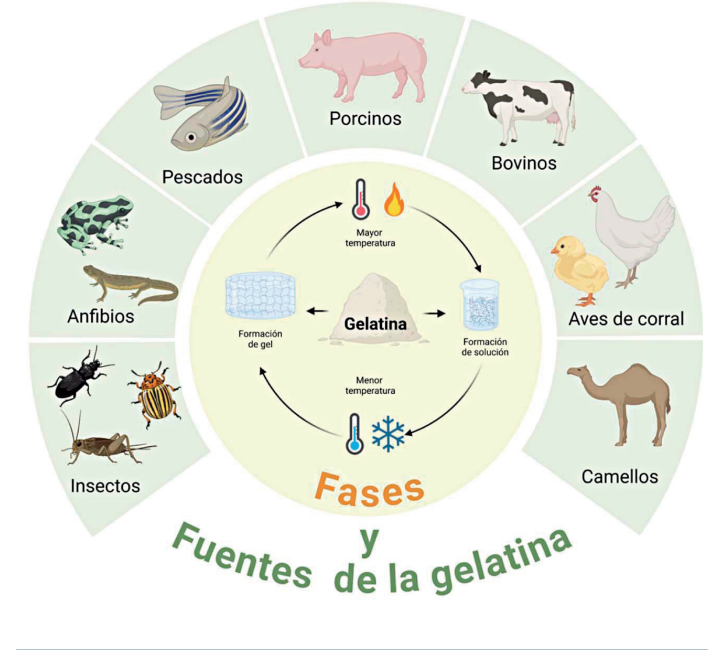 Porcinos
Pescados
Bovinos
Anfibios
Aves de corral
Insectos
Camellos
Mayor
temperatura
Gelatina
Formación
de gel
Formación
de solución
Menor
temperatura
Fases
y
Fuentes de la gelatina